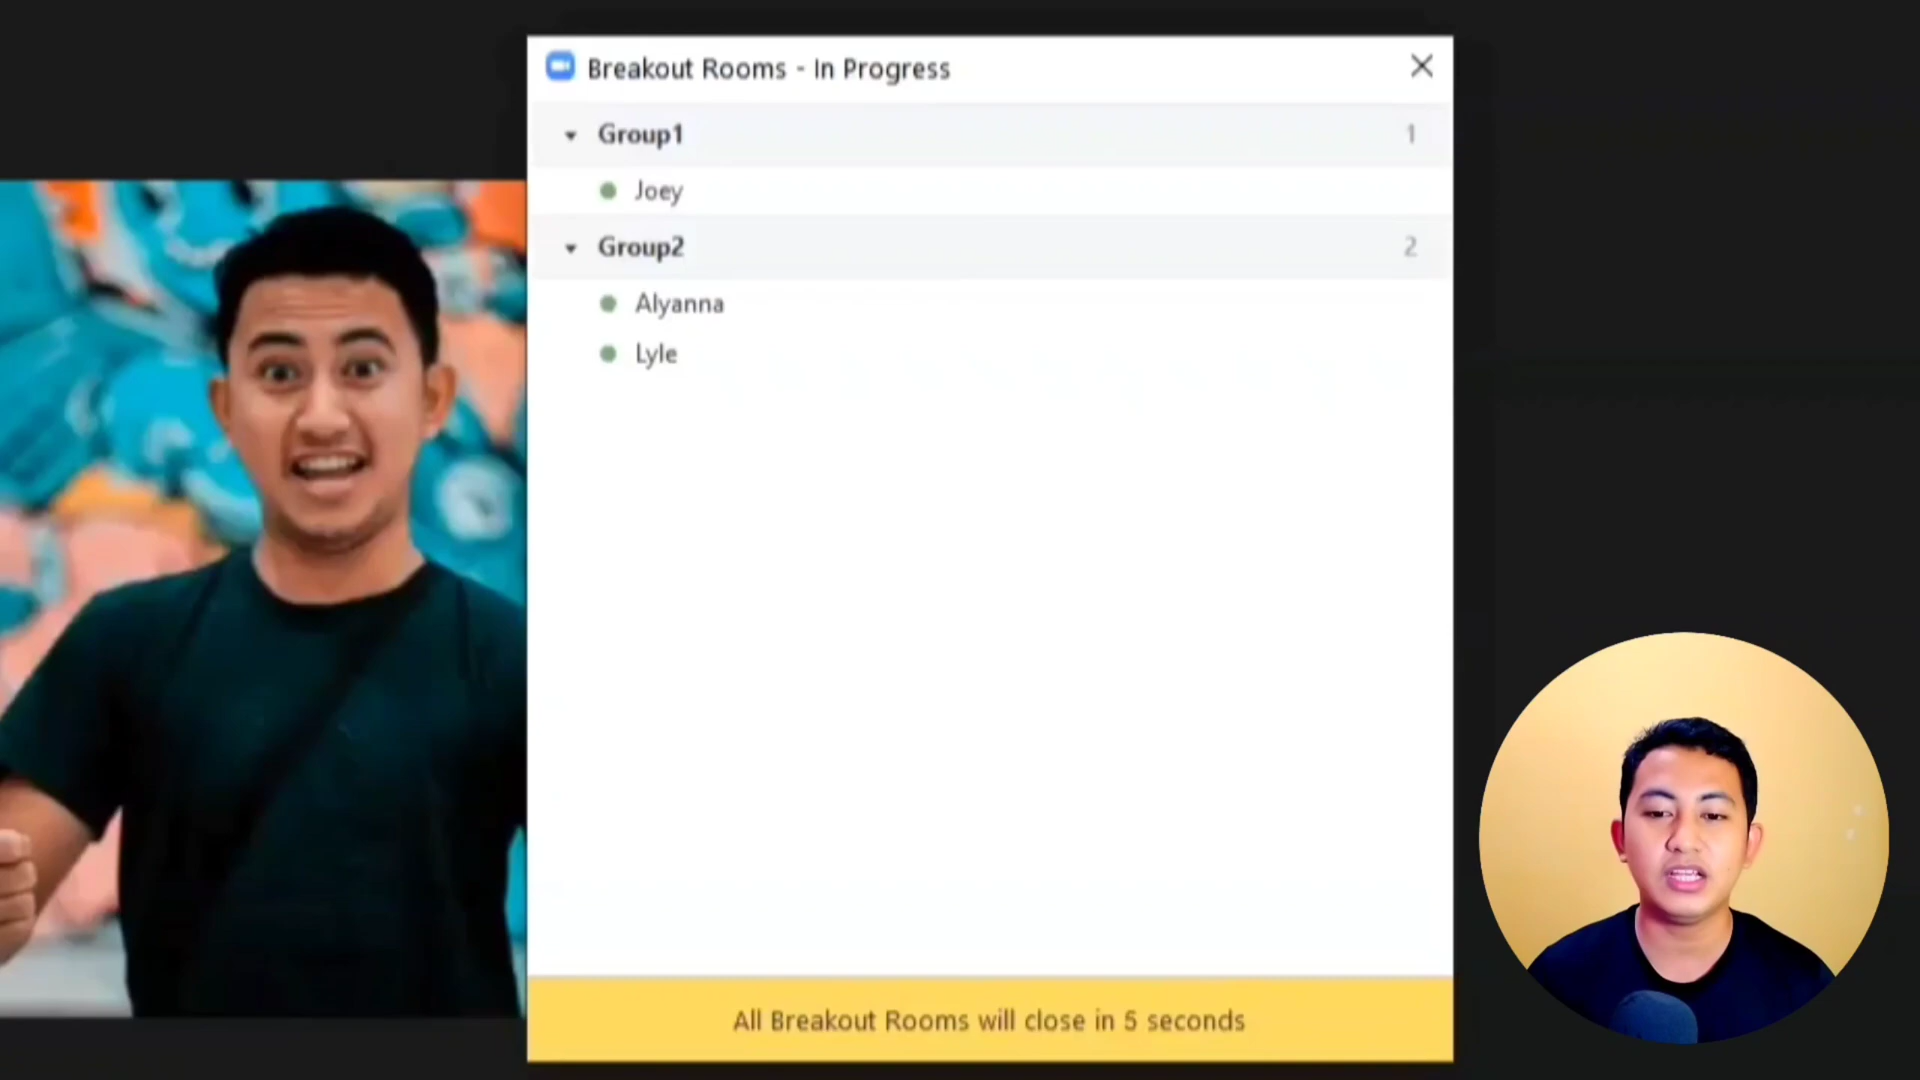 Breakout Rooms - In Progress
Group1 1
Joey
Group2 2
Alyanna
Lyle
All Breakout Rooms will close in 5 seconds